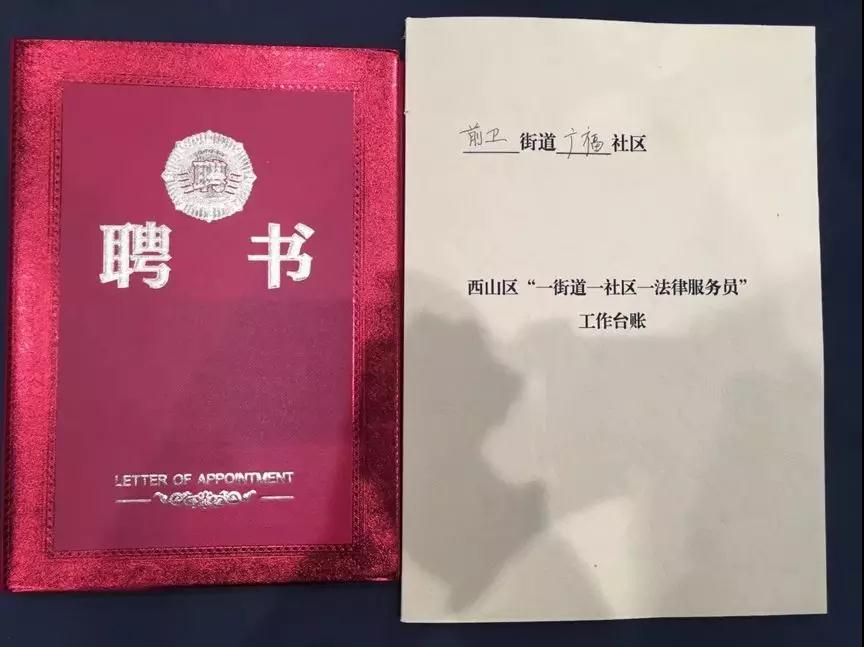 聘
聘 书
LETTER OF APPOINTMENT
前卫 街道 广福 社区
西山区“一街道一社区一法律服务员”
工作台账